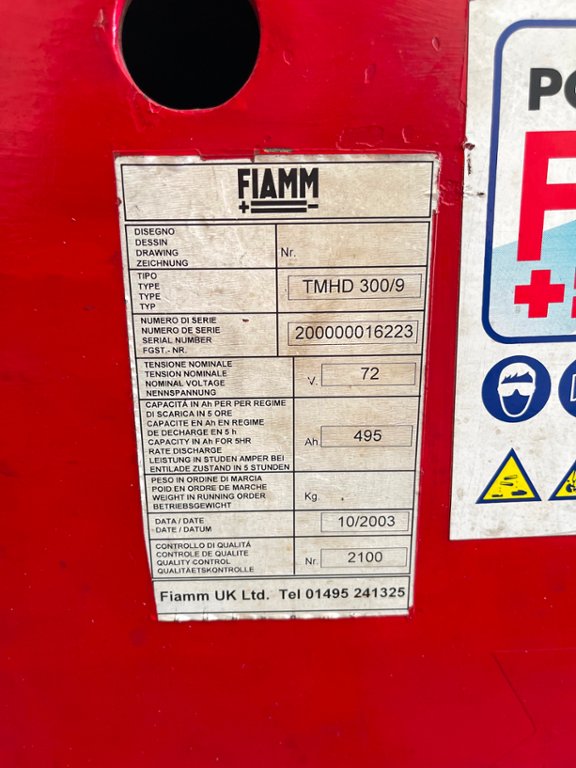 FIAMM
+ -
DISEGNO
DESSIN
DRAWING
ZEICHNUNG
Nr.
TIPO
TYPE
TYPE
TYP
TMHD 300/9
NUMERO DI SERIE
NUMERO DE SERIE
SERIAL NUMBER
FGST.- NR.
200000016223
TENSIONE NOMINALE
TENSION NOMINALE
NOMINAL VOLTAGE
NENNSPANNUNG
V.
72
CAPACITÀ IN Ah PER PER REGIME
DI SCARICA IN 5 ORE
CAPACITE EN Ah EN REGIME
DE DECHARGE EN 5 h
CAPACITY IN Ah FOR 5HR
RATE DISCHARGE
LEISTUNG IN STUDEN AMPER BEI
ENTILADE ZUSTAND IN 5 STUNDEN
Ah
495
PESO IN ORDINE DI MARCIA
POID EN ORDRE DE MARCHE
WEIGHT IN RUNNING ORDER
BETRIEBSGEWICHT
Kg.
DATA / DATE
DATE / DATUM
10/2003
CONTROLLO DI QUALITÁ
CONTROLE DE QUALITE
QUALITY CONTROL
QUALITAETSKONTROLLE
Nr.
2100
Fiamm UK Ltd. Tel 01495 241325